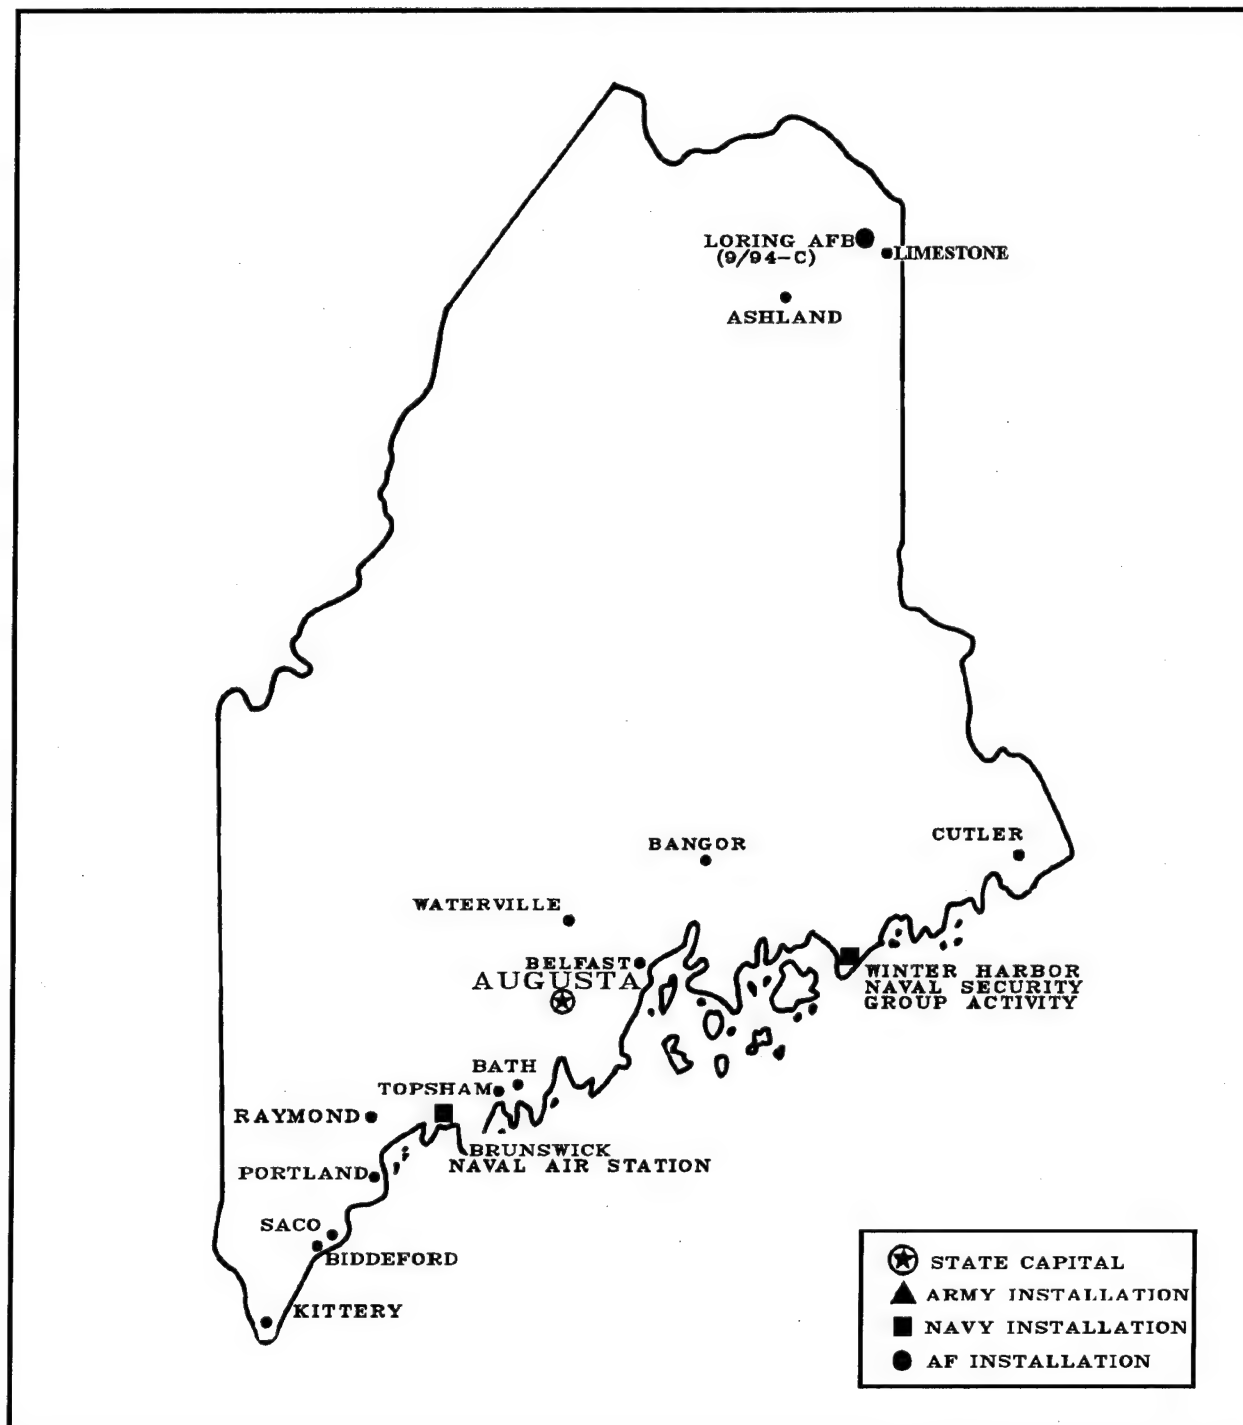 LORING AFB
(9/94-C)
LIMESTONE
ASHLAND
CUTLER
BANGOR
WATERVILLE
BELFAST
AUGUSTA
WINTER HARBOR
NAVAL SECURITY
GROUP ACTIVITY
BATH
TOPSHAM
RAYMOND
BRUNSWICK
NAVAL AIR STATION
PORTLAND
SACO
BIDDEFORD
KITTERY
STATE CAPITAL
ARMY INSTALLATION
NAVY INSTALLATION
AF INSTALLATION